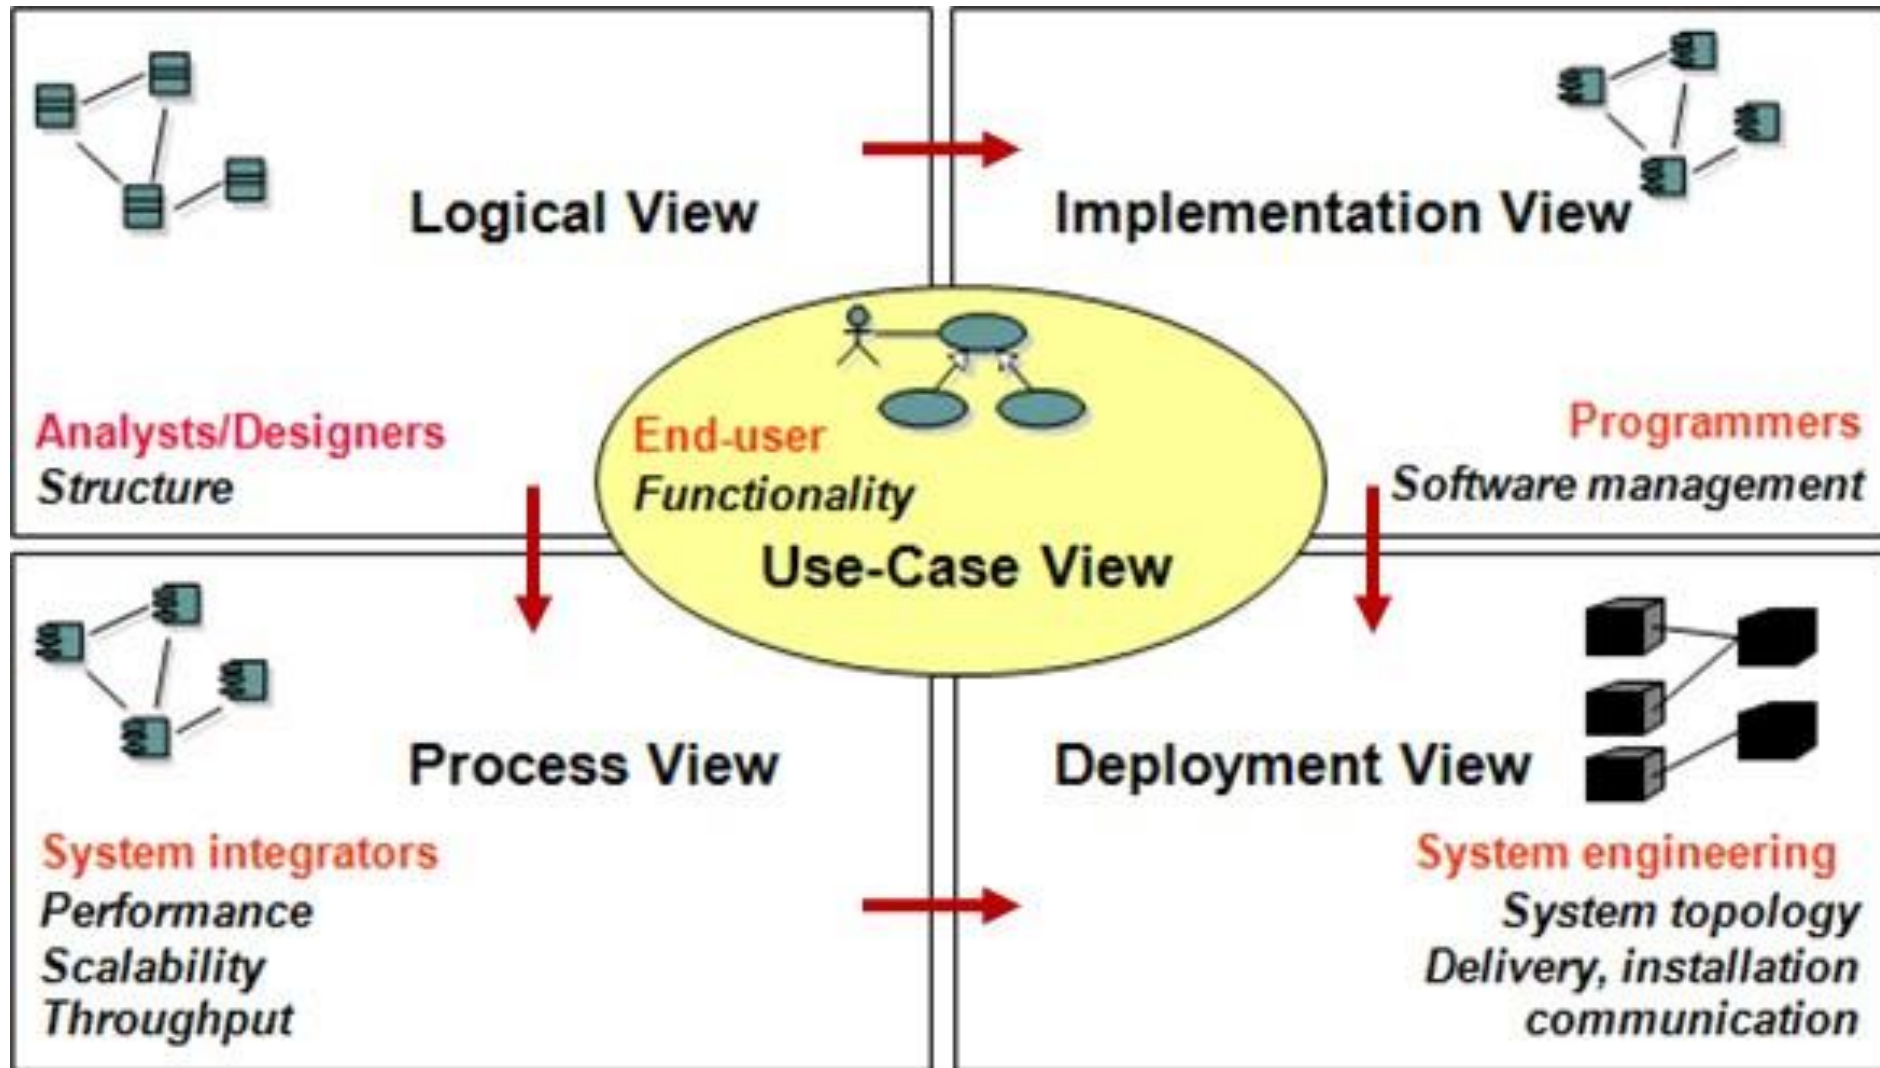 Logical View
Analysts/Designers
Structure
Implementation View
Programmers
Software management
End-user
Functionality
Use-Case View
Process View
System integrators
Performance
Scalability
Throughput
Deployment View
System engineering
System topology
Delivery, installation
communication